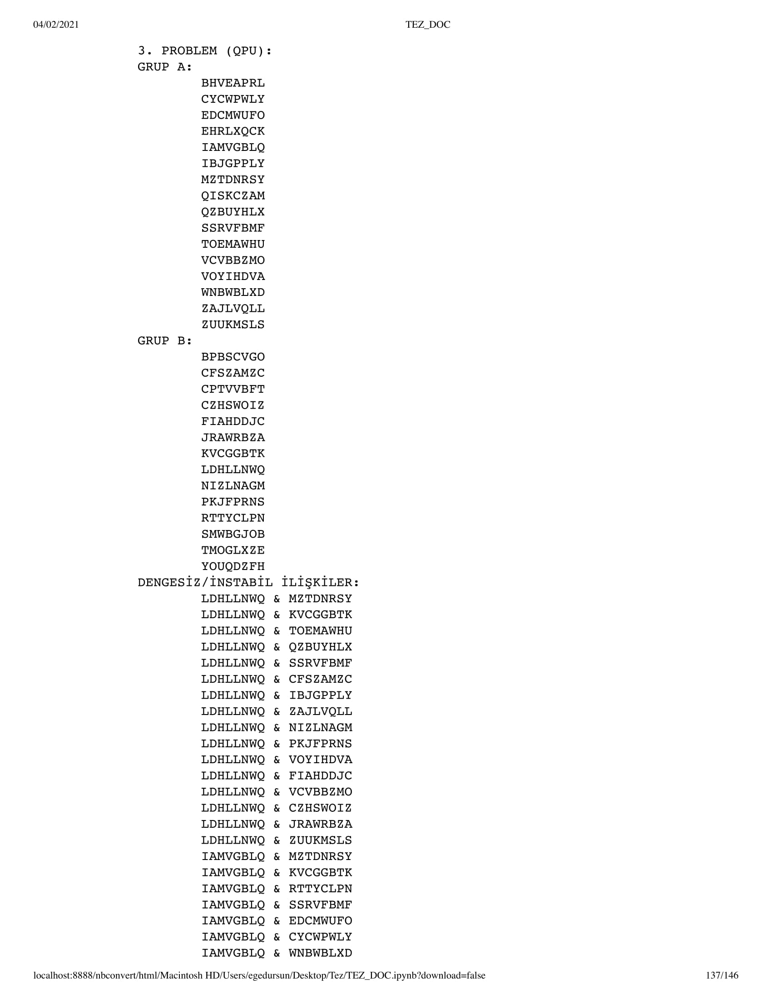 04/02/2021 TEZ_DOC
3. PROBLEM (QPU):
GRUP A:
BHVEAPRL
CYCWPWLY
EDCMWUFO
EHRLXQCK
IAMVGBLQ
IBJGPPLY
MZTDNRSY
QISKCZAM
QZBUYHLX
SSRVFBMF
TOEMAWHU
VCVBBZMO
VOYIHDVA
WNBWBLXD
ZAJLVQLL
ZUUKMSLS
GRUP B:
BPBSCVGO
CFSZAMZC
CPTVVBFT
CZHSWOIZ
FIAHDDJC
JRAWRBZA
KVCGGBTK
LDHLLNWQ
NIZLNAGM
PKJFPRNS
RTTYCLPN
SMWBGJOB
TMOGLXZE
YOUQDZFH
DENGESİZ/İNSTABİL İLİŞKİLER:
LDHLLNWQ & MZTDNRSY
LDHLLNWQ & KVCGGBTK
LDHLLNWQ & TOEMAWHU
LDHLLNWQ & QZBUYHLX
LDHLLNWQ & SSRVFBMF
LDHLLNWQ & CFSZAMZC
LDHLLNWQ & IBJGPPLY
LDHLLNWQ & ZAJLVQLL
LDHLLNWQ & NIZLNAGM
LDHLLNWQ & PKJFPRNS
LDHLLNWQ & VOYIHDVA
LDHLLNWQ & FIAHDDJC
LDHLLNWQ & VCVBBZMO
LDHLLNWQ & CZHSWOIZ
LDHLLNWQ & JRAWRBZA
LDHLLNWQ & ZUUKMSLS
IAMVGBLQ & MZTDNRSY
IAMVGBLQ & KVCGGBTK
IAMVGBLQ & RTTYCLPN
IAMVGBLQ & SSRVFBMF
IAMVGBLQ & EDCMWUFO
IAMVGBLQ & CYCWPWLY
IAMVGBLQ & WNBWBLXD
localhost:8888/nbconvert/html/Macintosh HD/Users/egedursun/Desktop/Tez/TEZ_DOC.ipynb?download=false 137/146